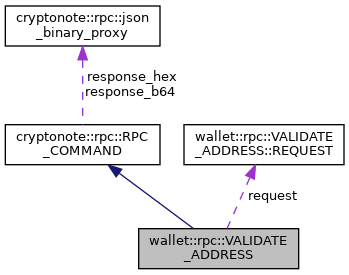 cryptonote::rpc::json
_binary_proxy
response_hex
response_b64
cryptonote::rpc::RPC
_COMMAND
wallet::rpc::VALIDATE
_ADDRESS::REQUEST
request
wallet::rpc::VALIDATE
_ADDRESS